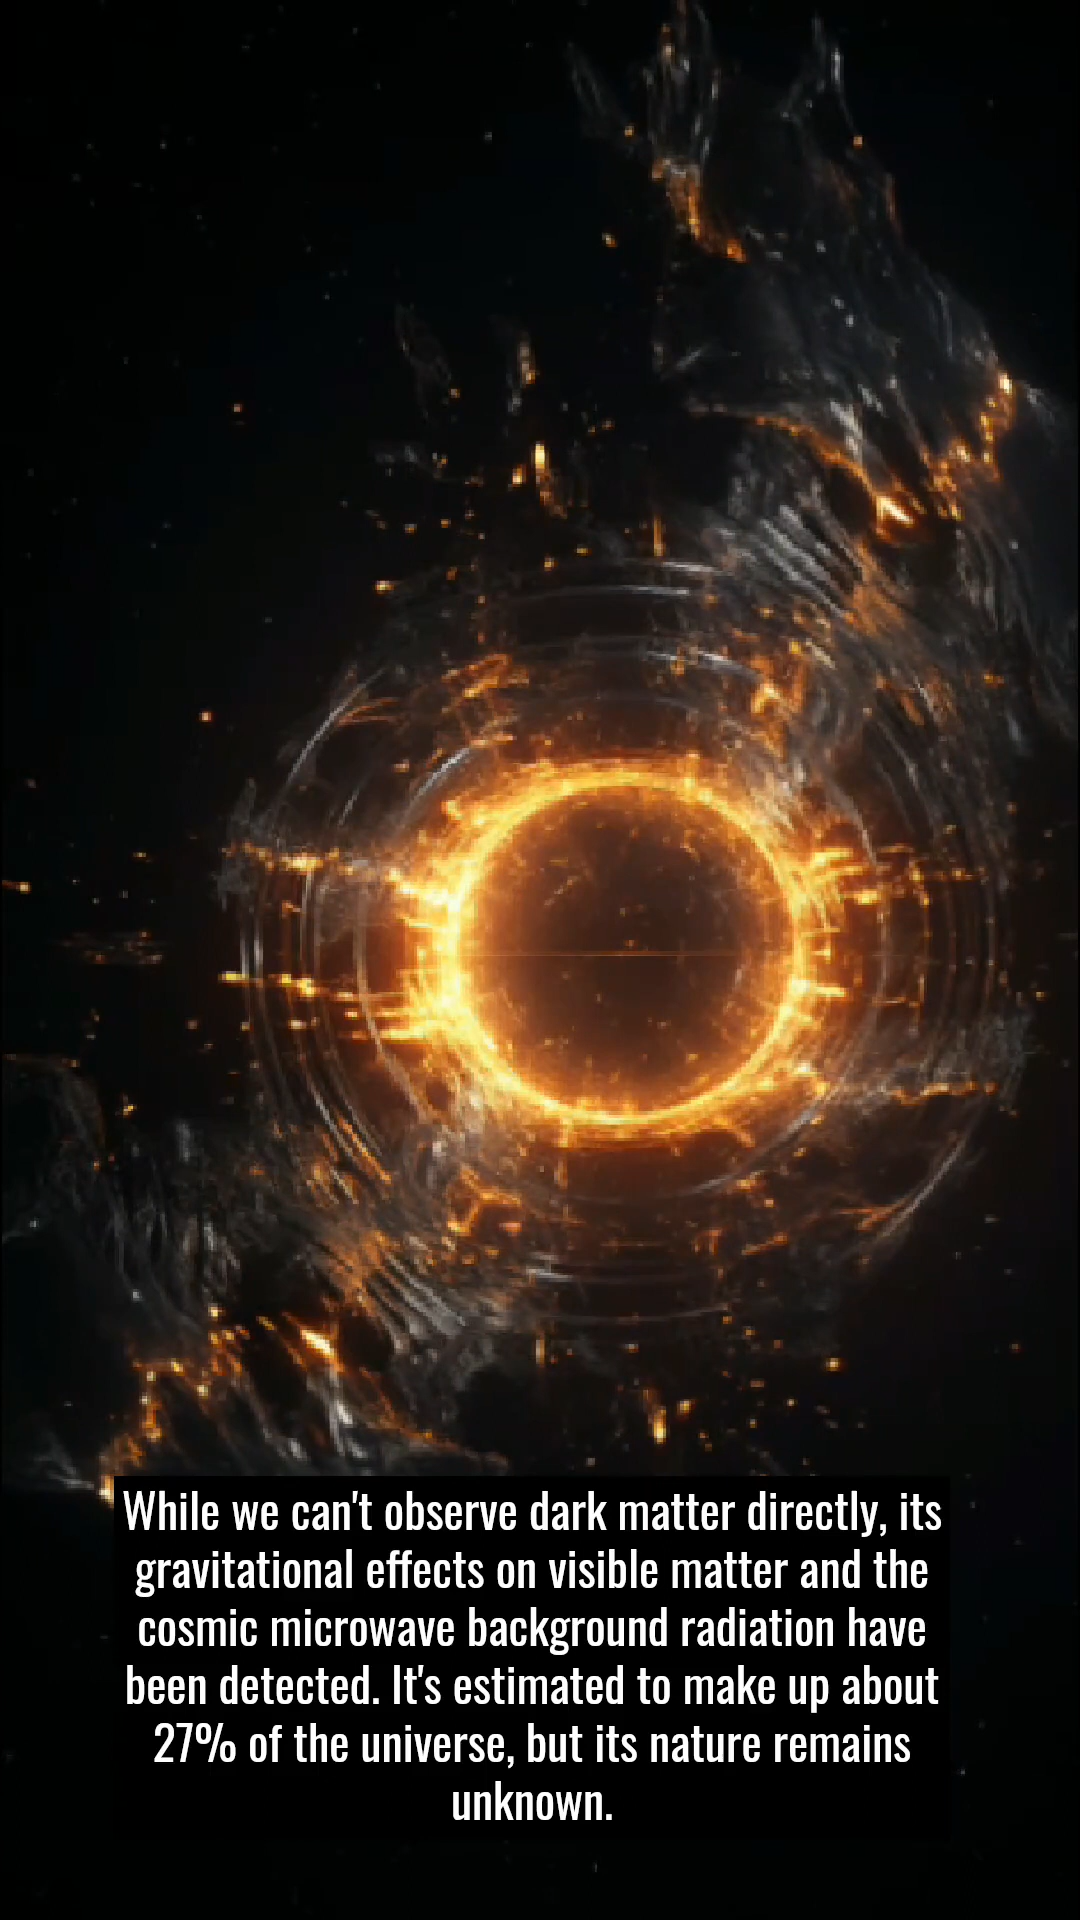 While we can't observe dark matter directly, its
gravitational effects on visible matter and the
cosmic microwave background radiation have
been detected. It's estimated to make up about
27% of the universe, but its nature remains
unknown.